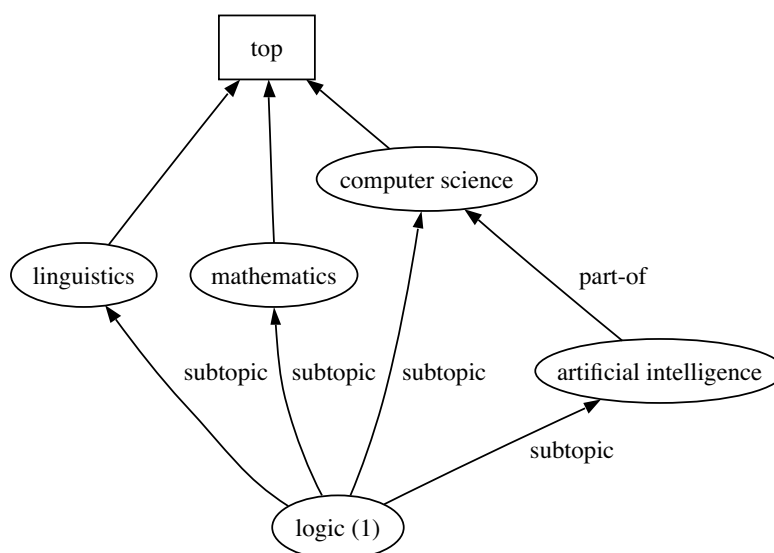 top
computer science
linguistics
mathematics
part-of
artificial intelligence
subtopic
subtopic
subtopic
subtopic
logic (1)